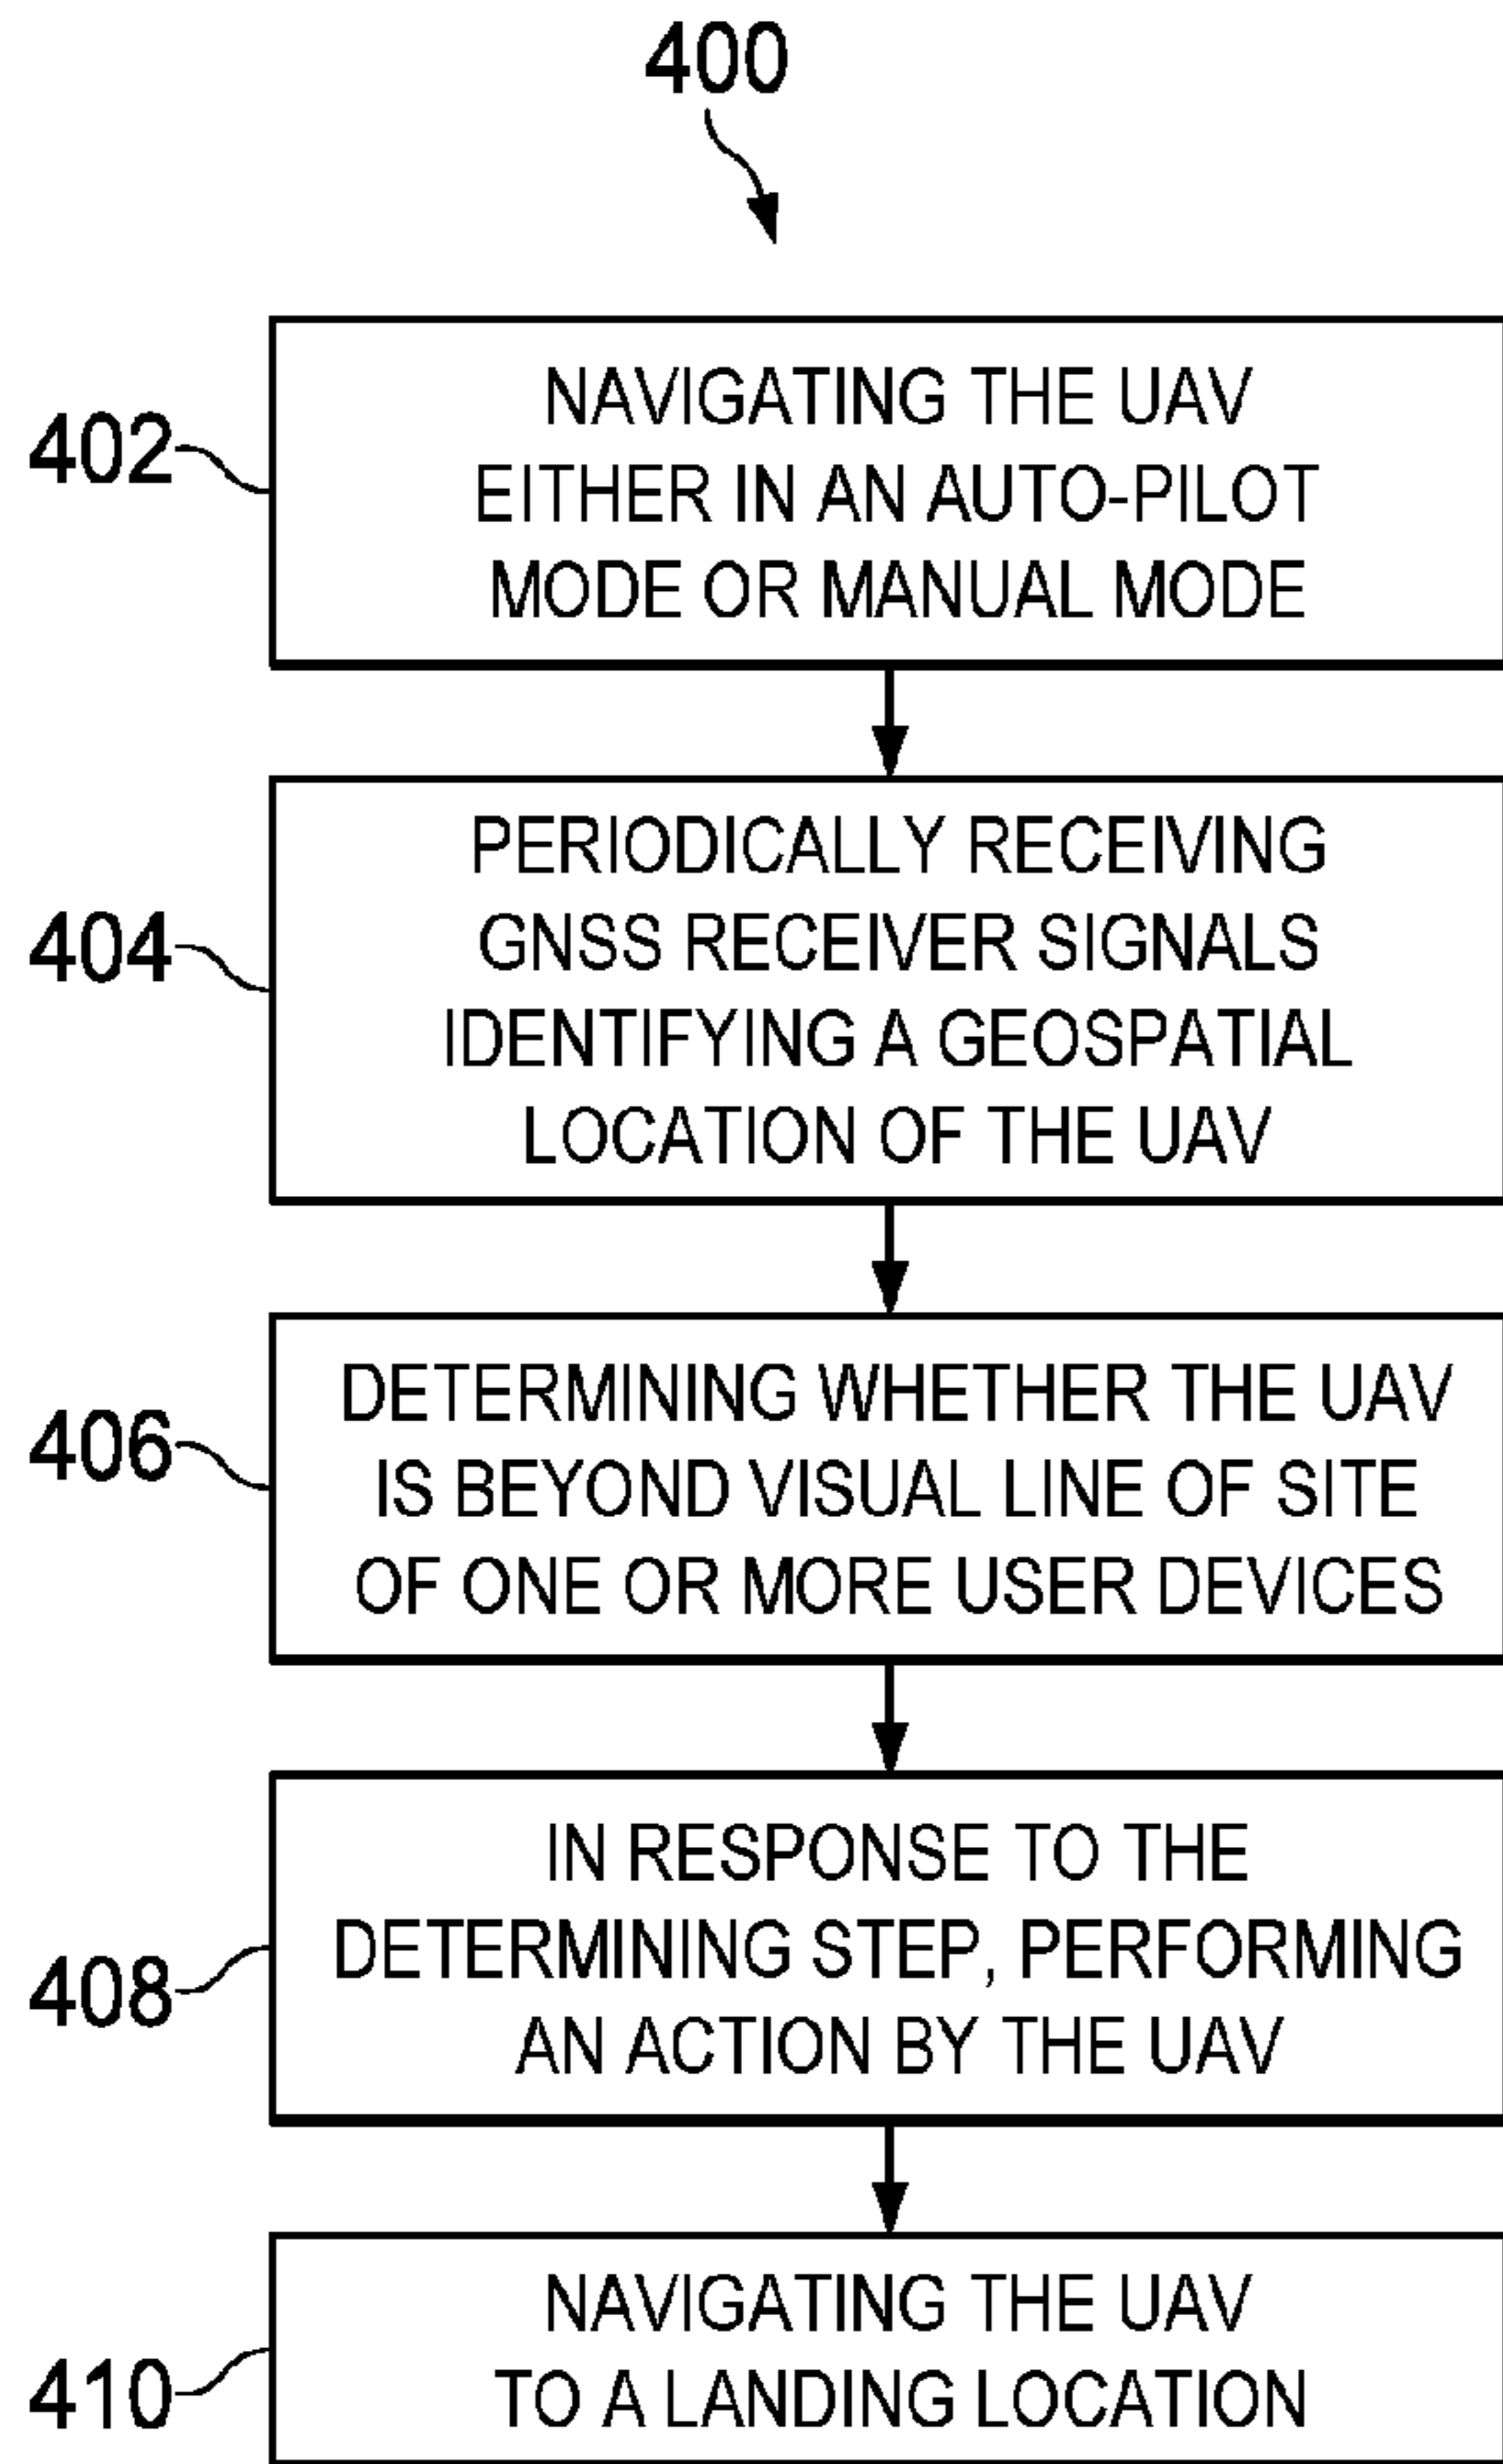 400
402
NAVIGATING THE UAV
EITHER IN AN AUTO-PILOT
MODE OR MANUAL MODE
404
PERIODICALLY RECEIVING
GNSS RECEIVER SIGNALS
IDENTIFYING A GEOSPATIAL
LOCATION OF THE UAV
406
DETERMINING WHETHER THE UAV
IS BEYOND VISUAL LINE OF SITE
OF ONE OR MORE USER DEVICES
408
IN RESPONSE TO THE
DETERMINING STEP, PERFORMING
AN ACTION BY THE UAV
410
NAVIGATING THE UAV
TO A LANDING LOCATION